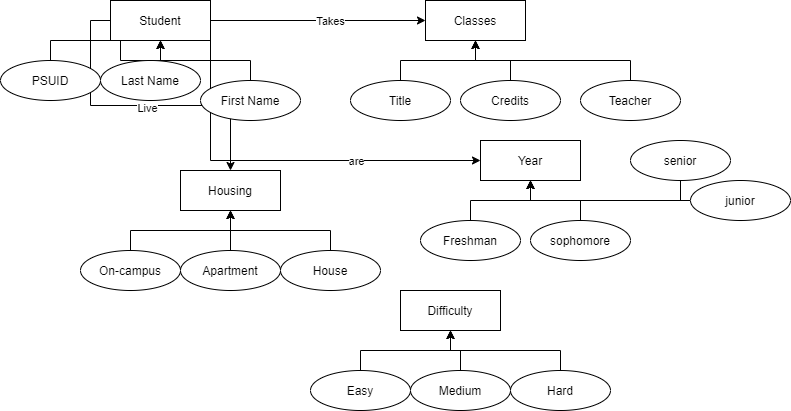 Student
Takes
Classes
PSUID
Last Name
First Name
Title
Credits
Teacher
Live
are
Year
senior
junior
Housing
Freshman
sophomore
On-campus
Apartment
House
Difficulty
Easy
Medium
Hard